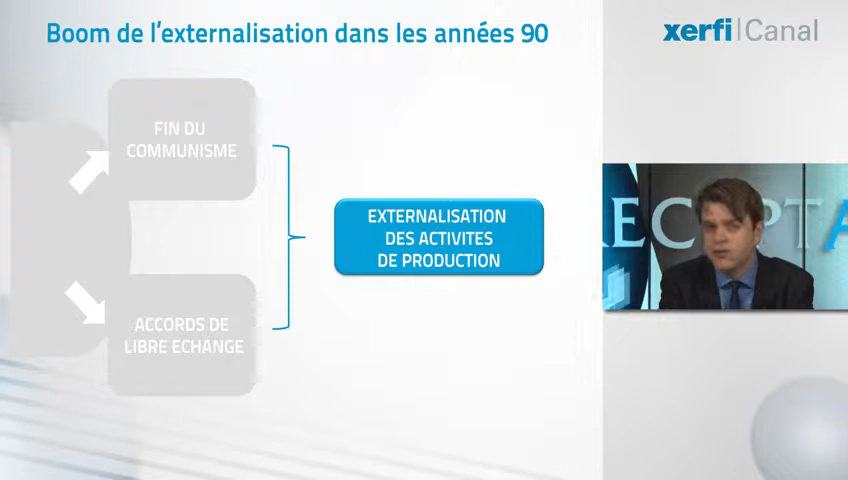 Boom de l'externalisation dans les années 90
xerfi Canal
FIN DU
COMMUNISME
EXTERNALISATION
DES ACTIVITES
DE PRODUCTION
ACCORDS DE
LIBRE ECHANGE